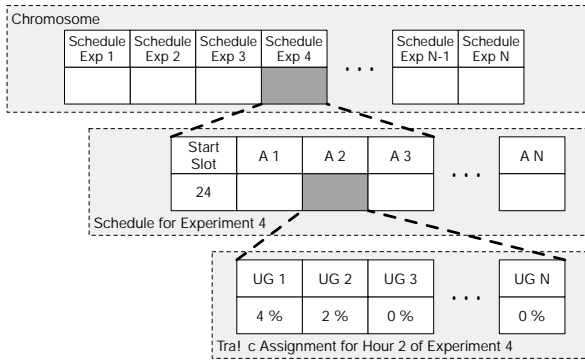 Chromosome
Schedule Exp 1 Schedule Exp 2 Schedule Exp 3 Schedule Exp 4 . . . Schedule Exp N-1 Schedule Exp N
Start Slot A 1 A 2 A 3 . . . A N
24
Schedule for Experiment 4
UG 1 UG 2 UG 3 . . . UG N
4 % 2 % 0 % 0 %
Tra! c Assignment for Hour 2 of Experiment 4